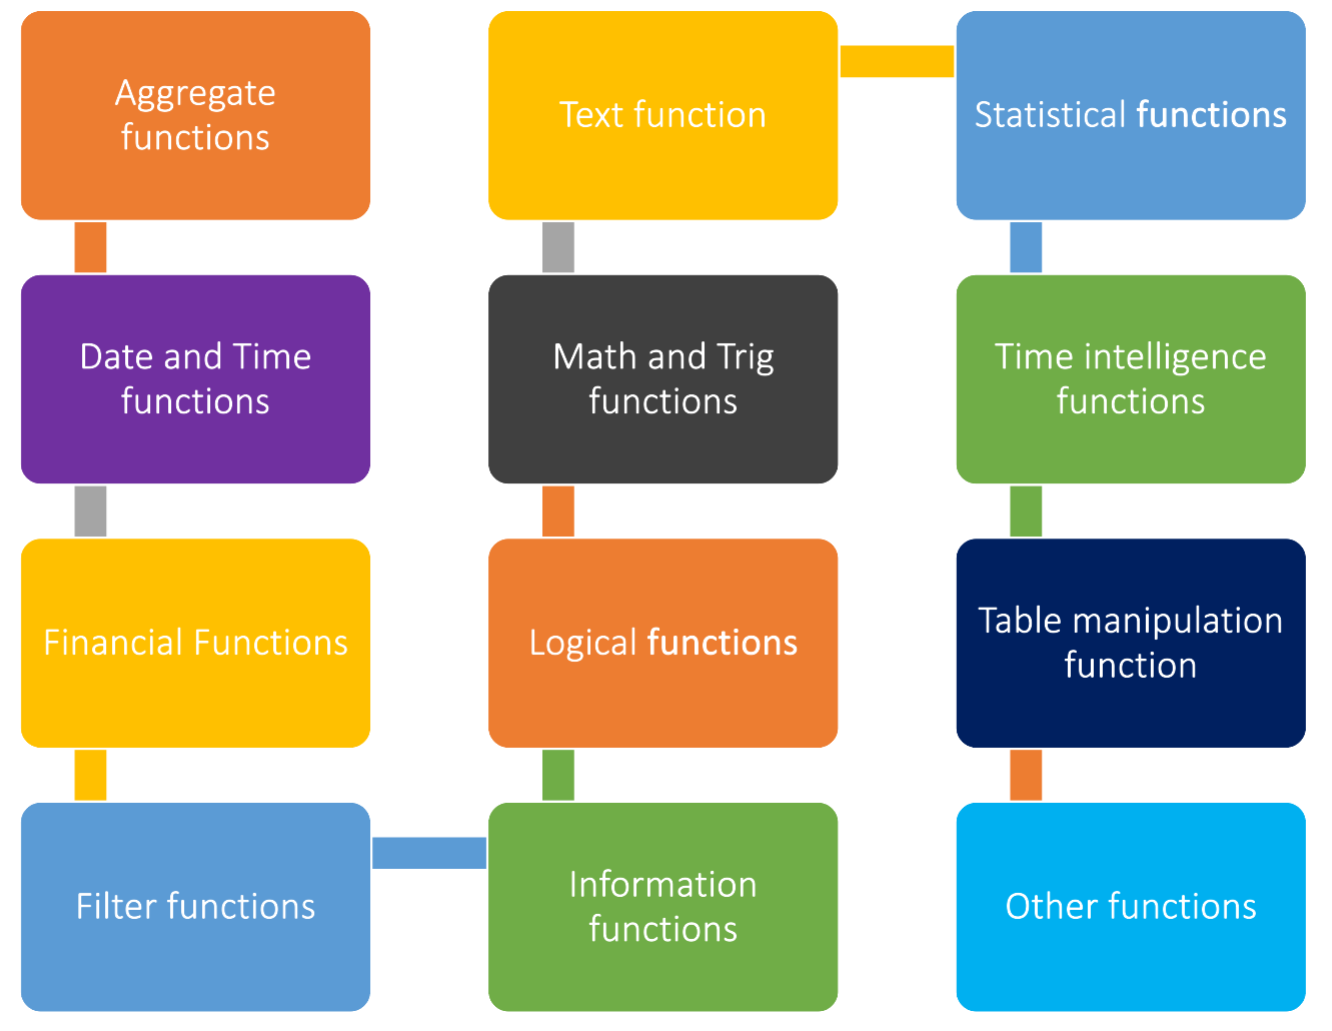 Aggregate
functions
Date and Time
functions
Financial Functions
Filter functions
Information
functions
Logical functions
Math and Trig
functions
Text function
Statistical functions
Time intelligence
functions
Table manipulation
function
Other functions